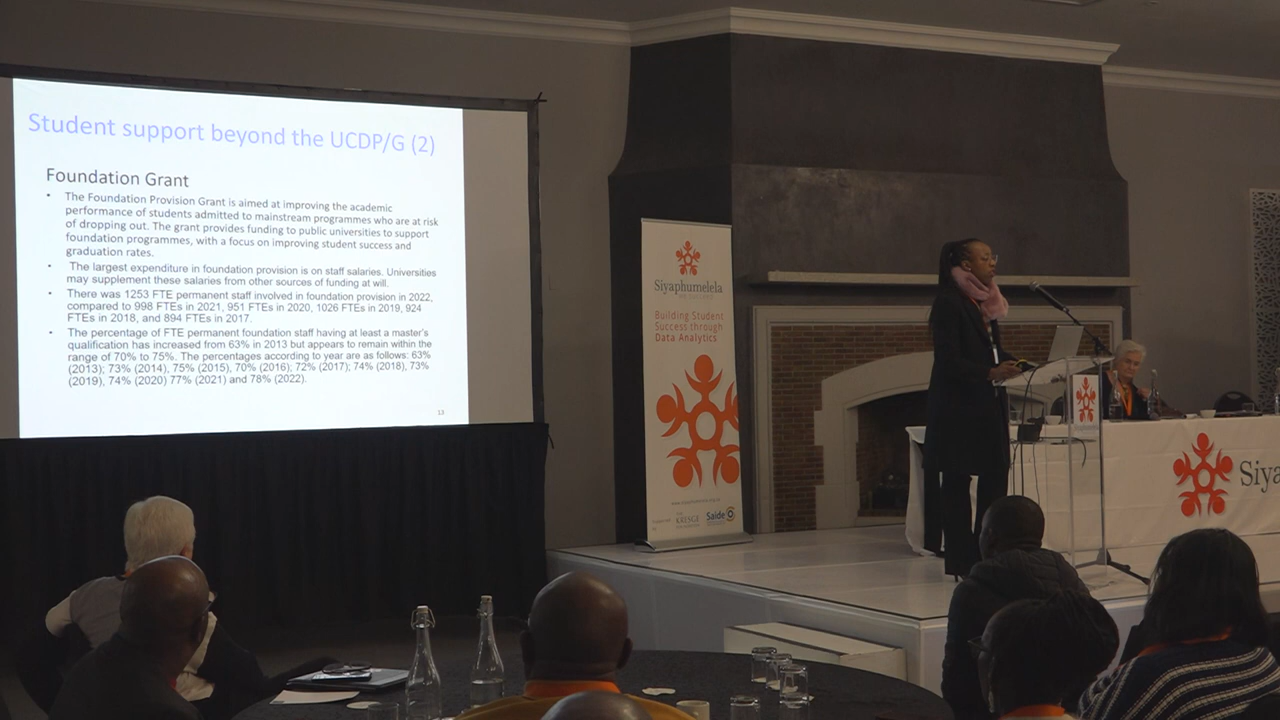 Student support beyond the UCDP/G (2)
Foundation Grant
• The Foundation Provision Grant is aimed at improving the academic
performance of students admitted to mainstream programmes who are at risk
of dropping out. The grant provides funding to public universities to support
foundation programmes, with a focus on improving student success and
graduation rates.
• The largest expenditure in foundation provision is on staff salaries. Universities
may supplement these salaries from other sources of funding at will.
• There was 1253 FTE permanent staff involved in foundation provision in 2022,
compared to 998 FTEs in 2021, 951 FTEs in 2020, 1026 FTEs in 2019, 924
FTEs in 2018, and 894 FTEs in 2017.
• The percentage of FTE permanent foundation staff having at least a master's
qualification has increased from 63% in 2013 but appears to remain within the
range of 70% to 75%. The percentages according to year are as follows: 63%
(2013); 73% (2014), 75% (2015), 70% (2016); 72% (2017); 74% (2018), 73%
(2019), 74% (2020) 77% (2021) and 78% (2022).
13
Siyaphumelela
Building Student
Success through
Data Analytics
KRESGE
Saide
Siyaphumelela
Siya